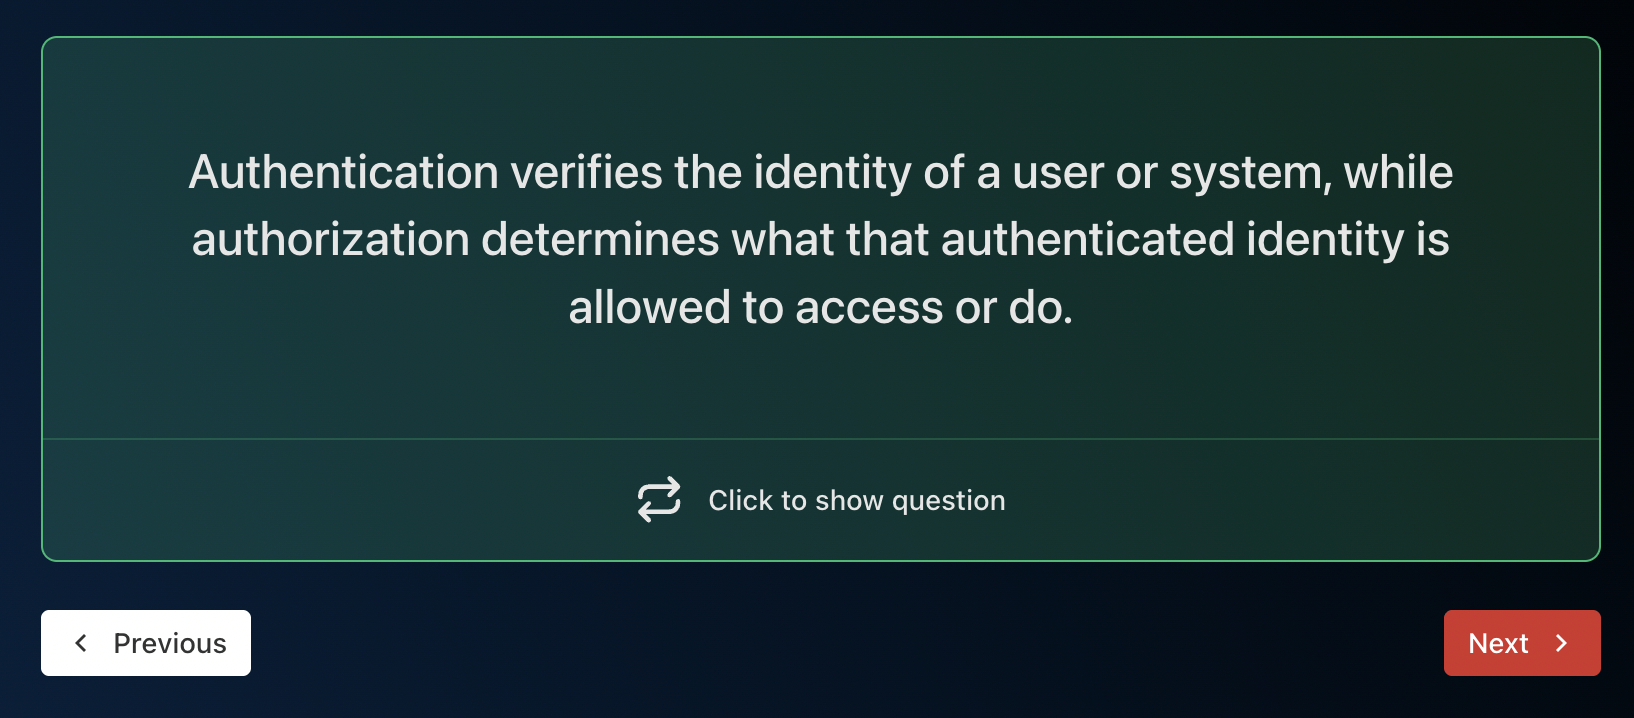 Authentication verifies the identity of a user or system, while
authorization determines what that authenticated identity is
allowed to access or do.
Click to show question
Previous
Next